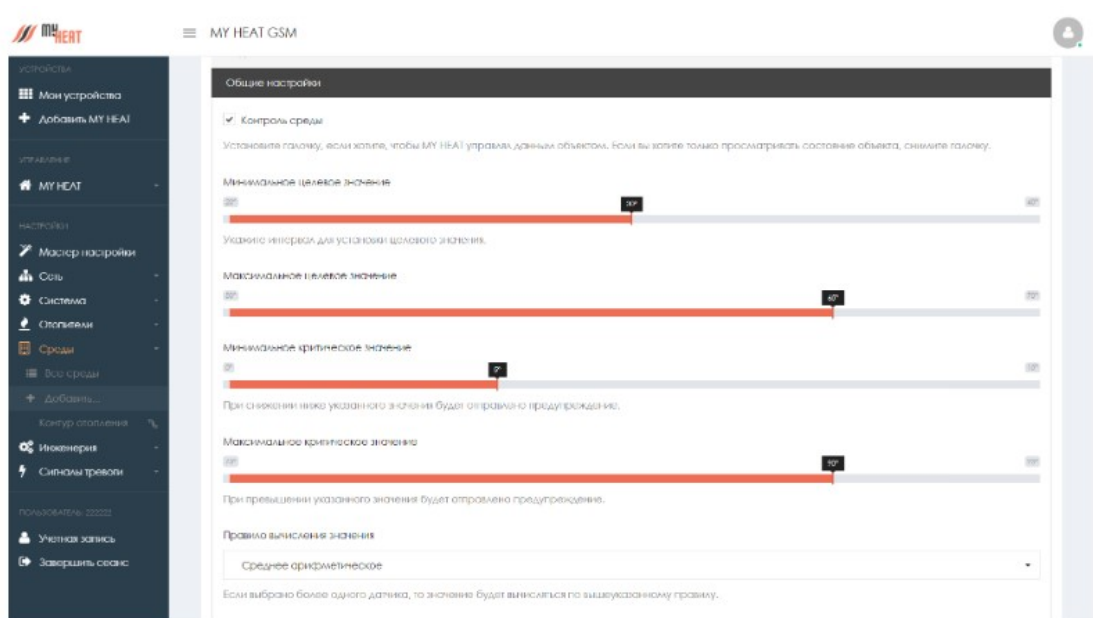 MY HEAT
MY HEAT GSM
УСТРОЙСТВА
Мои устройства
Добавить MY HEAT
УПРАВЛЕНИЕ
MY HEAT
НАСТРОЙКИ
Мастер настройки
Сеть
Система
Отопители
Среды
Все среды
Добавить...
Контур отопления
Инженерия
Сигналы тревоги
ПОЛЬЗОВАТЕЛЬ: 222222
Учетная запись
Завершить сеанс
Общие настройки
Контроль среды
Установите галочку, если хотите, чтобы MY HEAT управлял данным объектом. Если вы хотите только просматривать состояние объекта, снимите галочку.
Минимальное целевое значение
Укажите интервал для установки целевого значения.
Максимальное целевое значение
60°
Минимальное критическое значение
При снижении ниже указанного значения будет отправлено предупреждение.
Максимальное критическое значение
90°
При превышении указанного значения будет отправлено предупреждение.
Правило вычисления значения
Среднее арифметическое
Если выбрано более одного датчика, то значение будет вычисляться по вышеуказанному правилу.